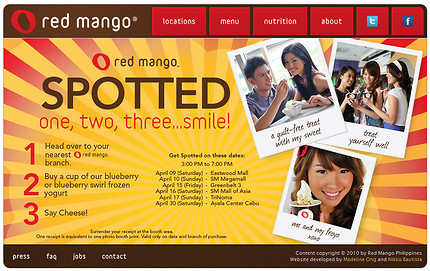 red mango®
locations
menu
nutrition
about
red mango®
SPOTTED
one, two, three...smile!
1 Head over to your nearest red mango branch.
2 Buy a cup of our blueberry or blueberry swirl frozen yogurt
3 Say Cheese!
Get Spotted on these dates:
3:00 PM to 7:00 PM
April 09 (Saturday) - Eastwood Mall
April 10 (Sunday) - SM Megamall
April 15 (Friday) - Greenbelt 3
April 16 (Saturday) - SM Mall of Asia
April 17 (Sunday) - TriNoma
April 30 (Saturday) - Ayala Center Cebu
Surrender your receipt at the booth area.
One receipt is equivalent to one photo booth print. Valid only on date and branch of purchase.
a guilt-free treat with my sweet
treat yourself well
me and my froyo
xoxo
press
faq
jobs
contact
Content copyright © 2010 by Red Mango Philippines
Website developed by Madeline Ong and Nikko Bautista